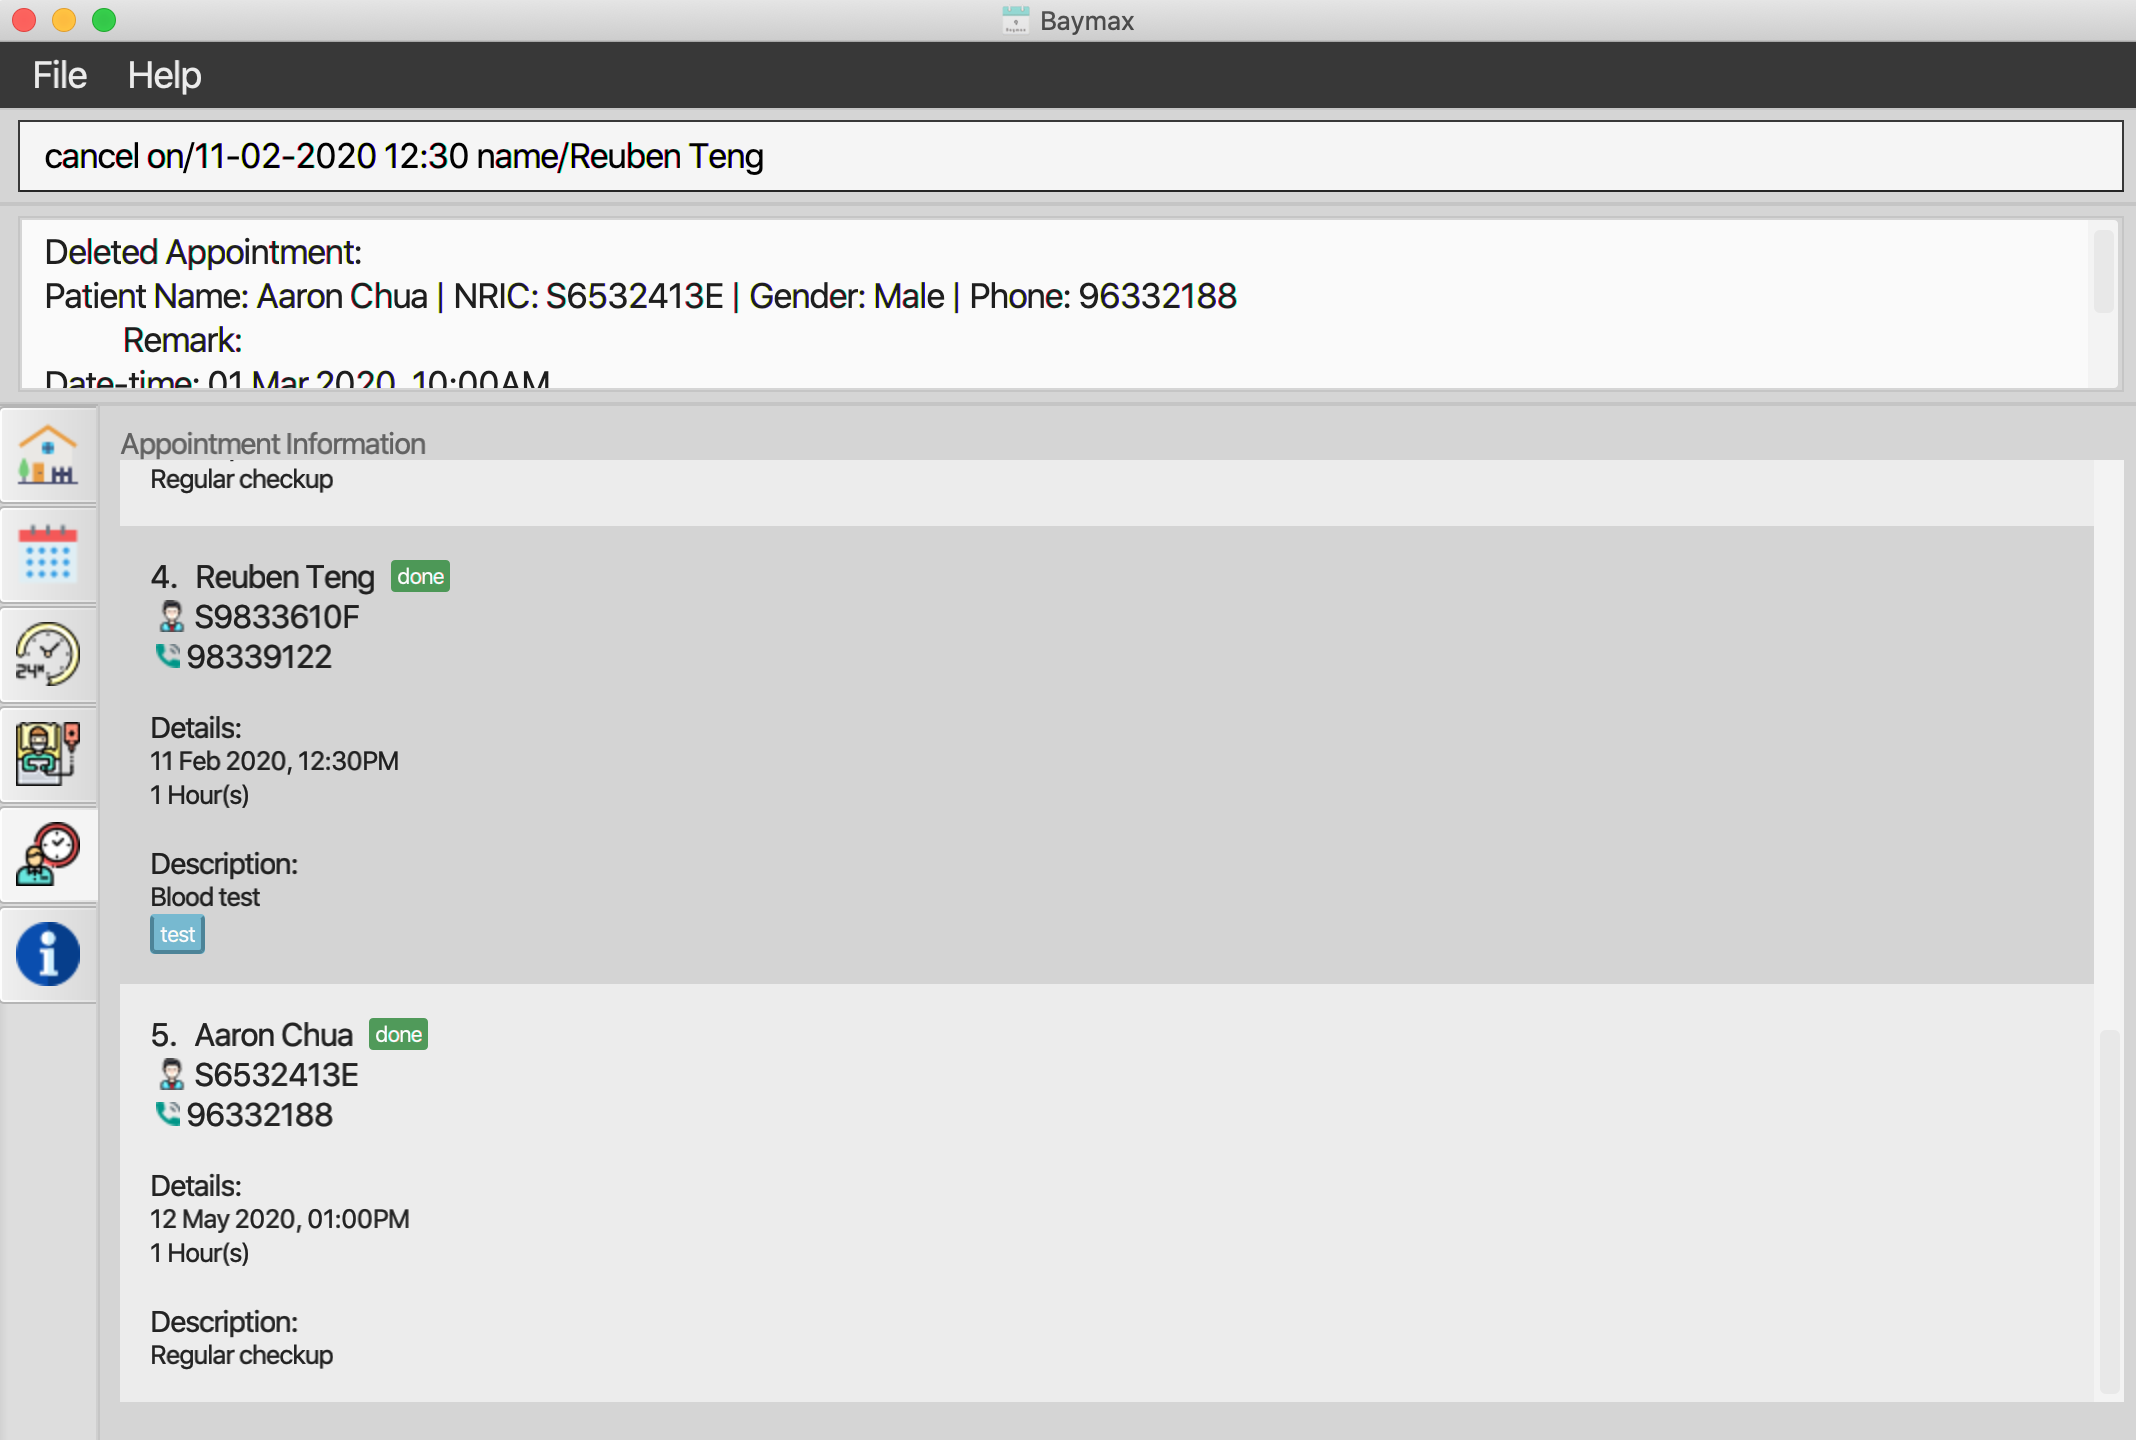 Baymax
File Help
cancel on/11-02-2020 12:30 name/Reuben Teng
Deleted Appointment:
Patient Name: Aaron Chua | NRIC: S6532413E | Gender: Male | Phone: 96332188
Remark:
Date-time: 01 Mar 2020, 10:00AM
Appointment Information
Regular checkup
4. Reuben Teng done
S9833610F
98339122
Details:
11 Feb 2020, 12:30PM
1 Hour(s)
Description:
Blood test
test
5. Aaron Chua done
S6532413E
96332188
Details:
12 May 2020, 01:00PM
1 Hour(s)
Description:
Regular checkup